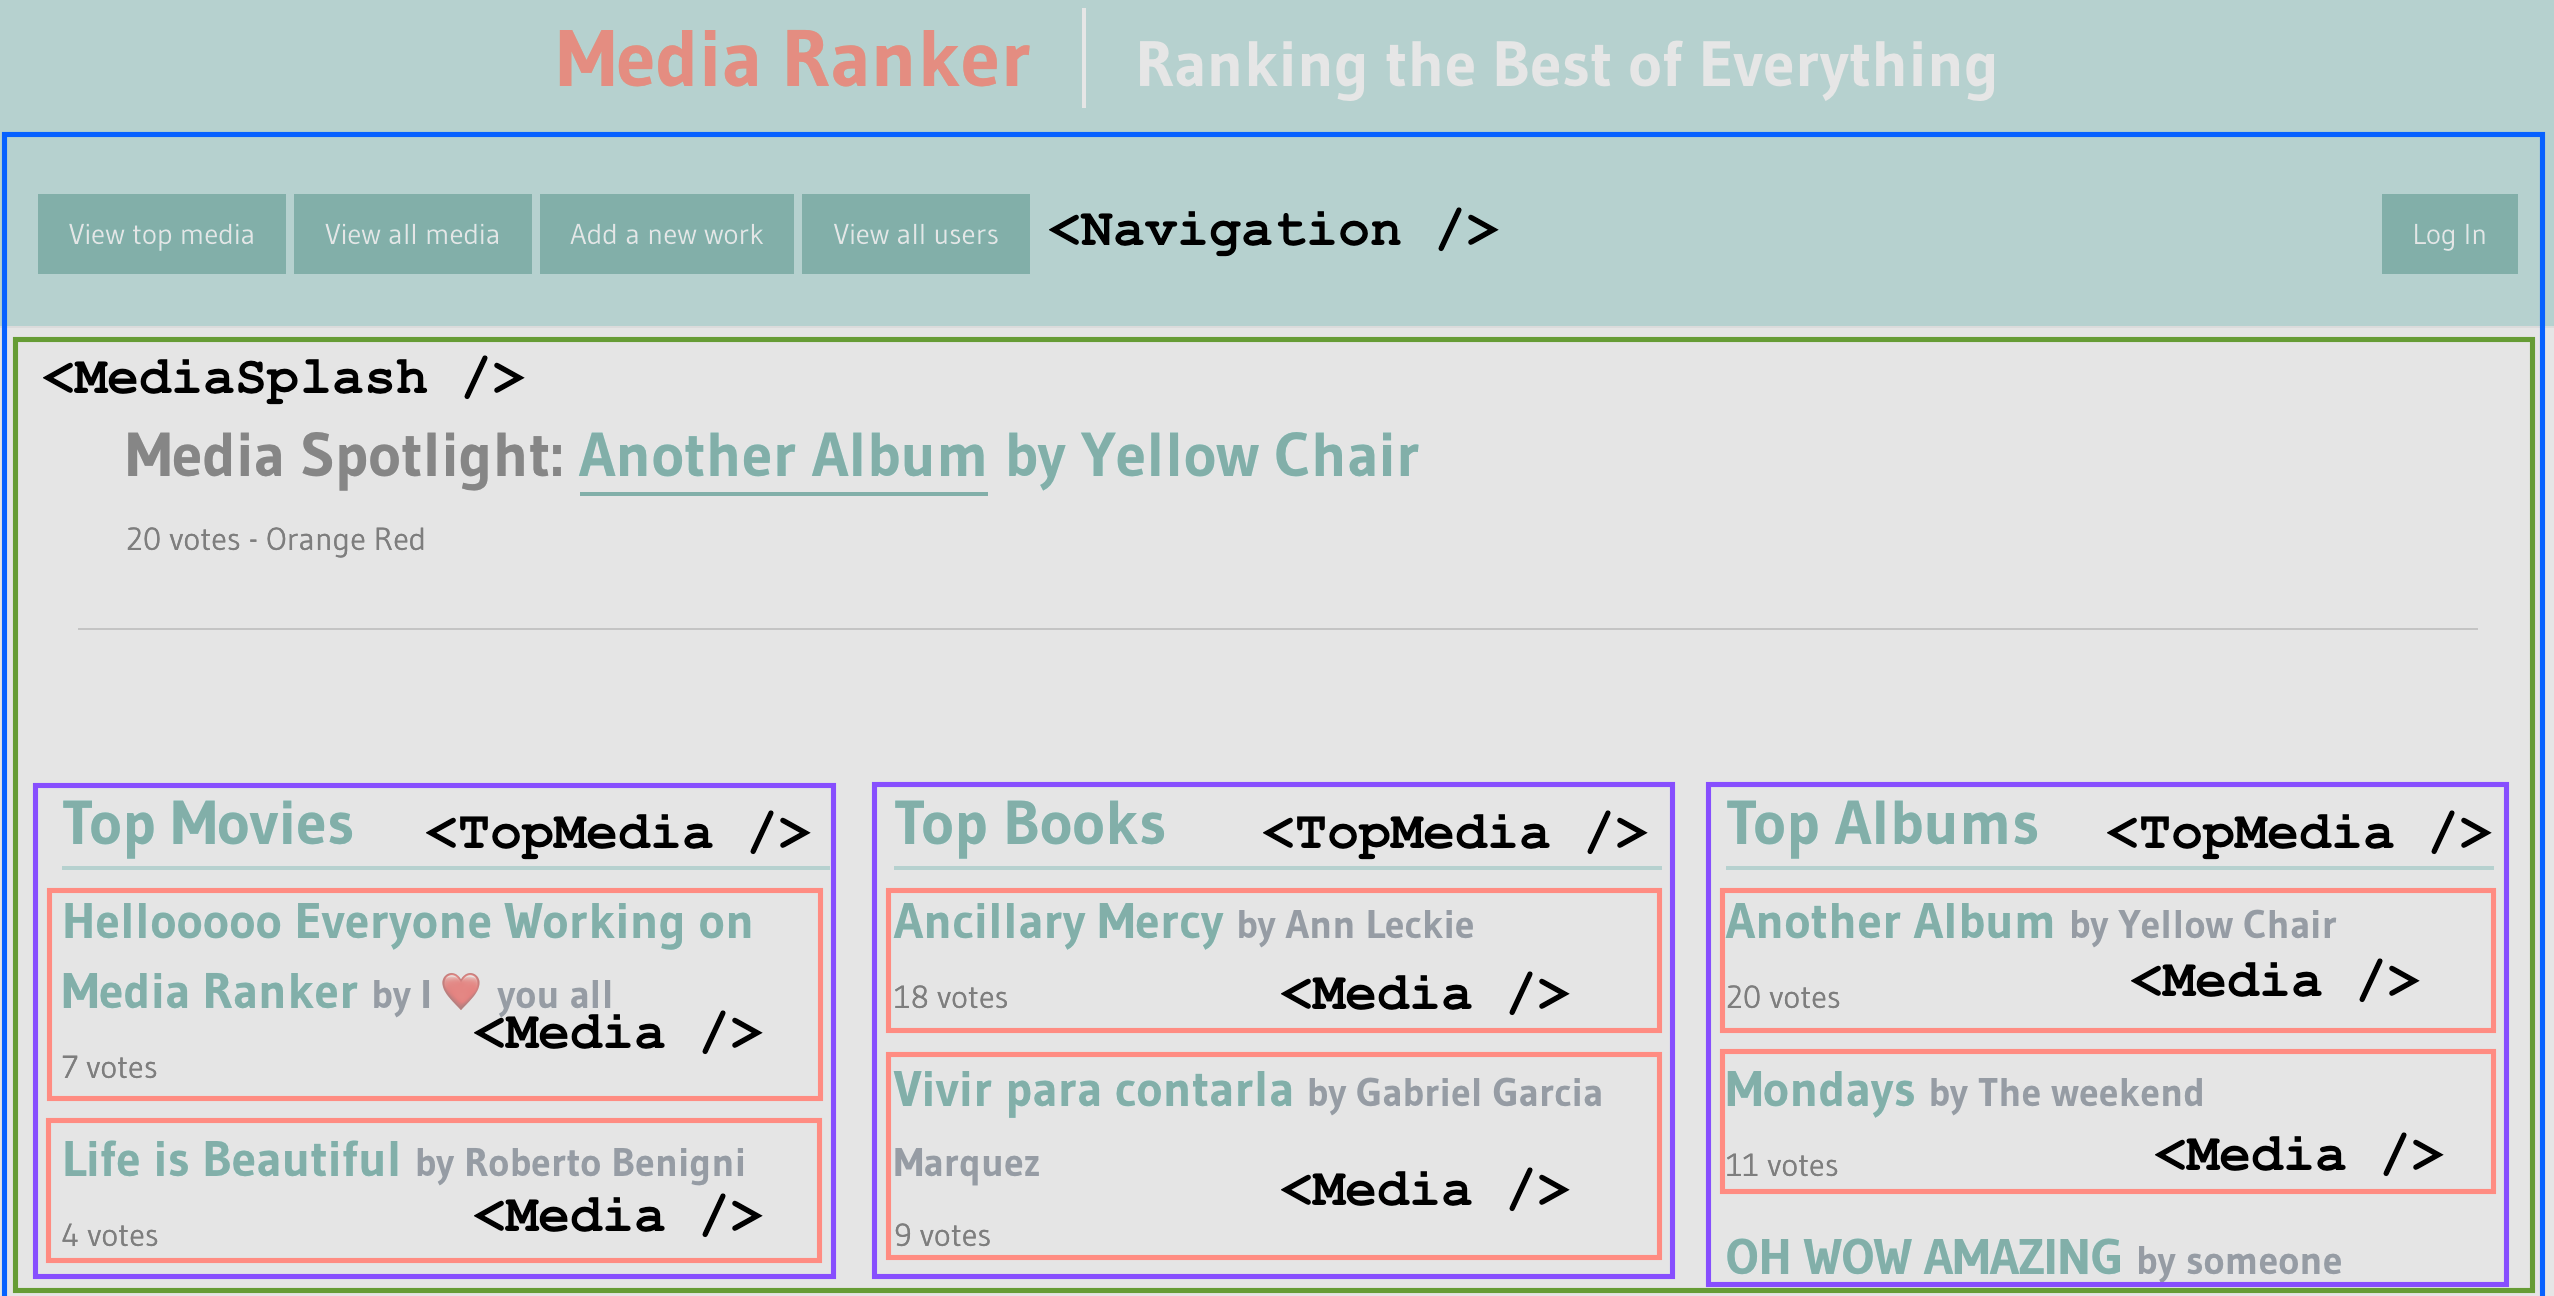 Media Ranker
Ranking the Best of Everything
View top media
View all media
Add a new work
View all users
<Navigation />
Log In
<MediaSplash />
Media Spotlight: Another Album by Yellow Chair
20 votes - Orange Red
Top Movies
<TopMedia />
Hellooooo Everyone Working on
Media Ranker by I ❤️ you all
<Media />
7 votes
Life is Beautiful by Roberto Benigni
<Media />
4 votes
Top Books
<TopMedia />
Ancillary Mercy by Ann Leckie
18 votes
<Media />
Vivir para contarla by Gabriel Garcia
Marquez
<Media />
9 votes
Top Albums
<TopMedia />
Another Album by Yellow Chair
20 votes
<Media />
Mondays by The weekend
11 votes
<Media />
OH WOW AMAZING by someone